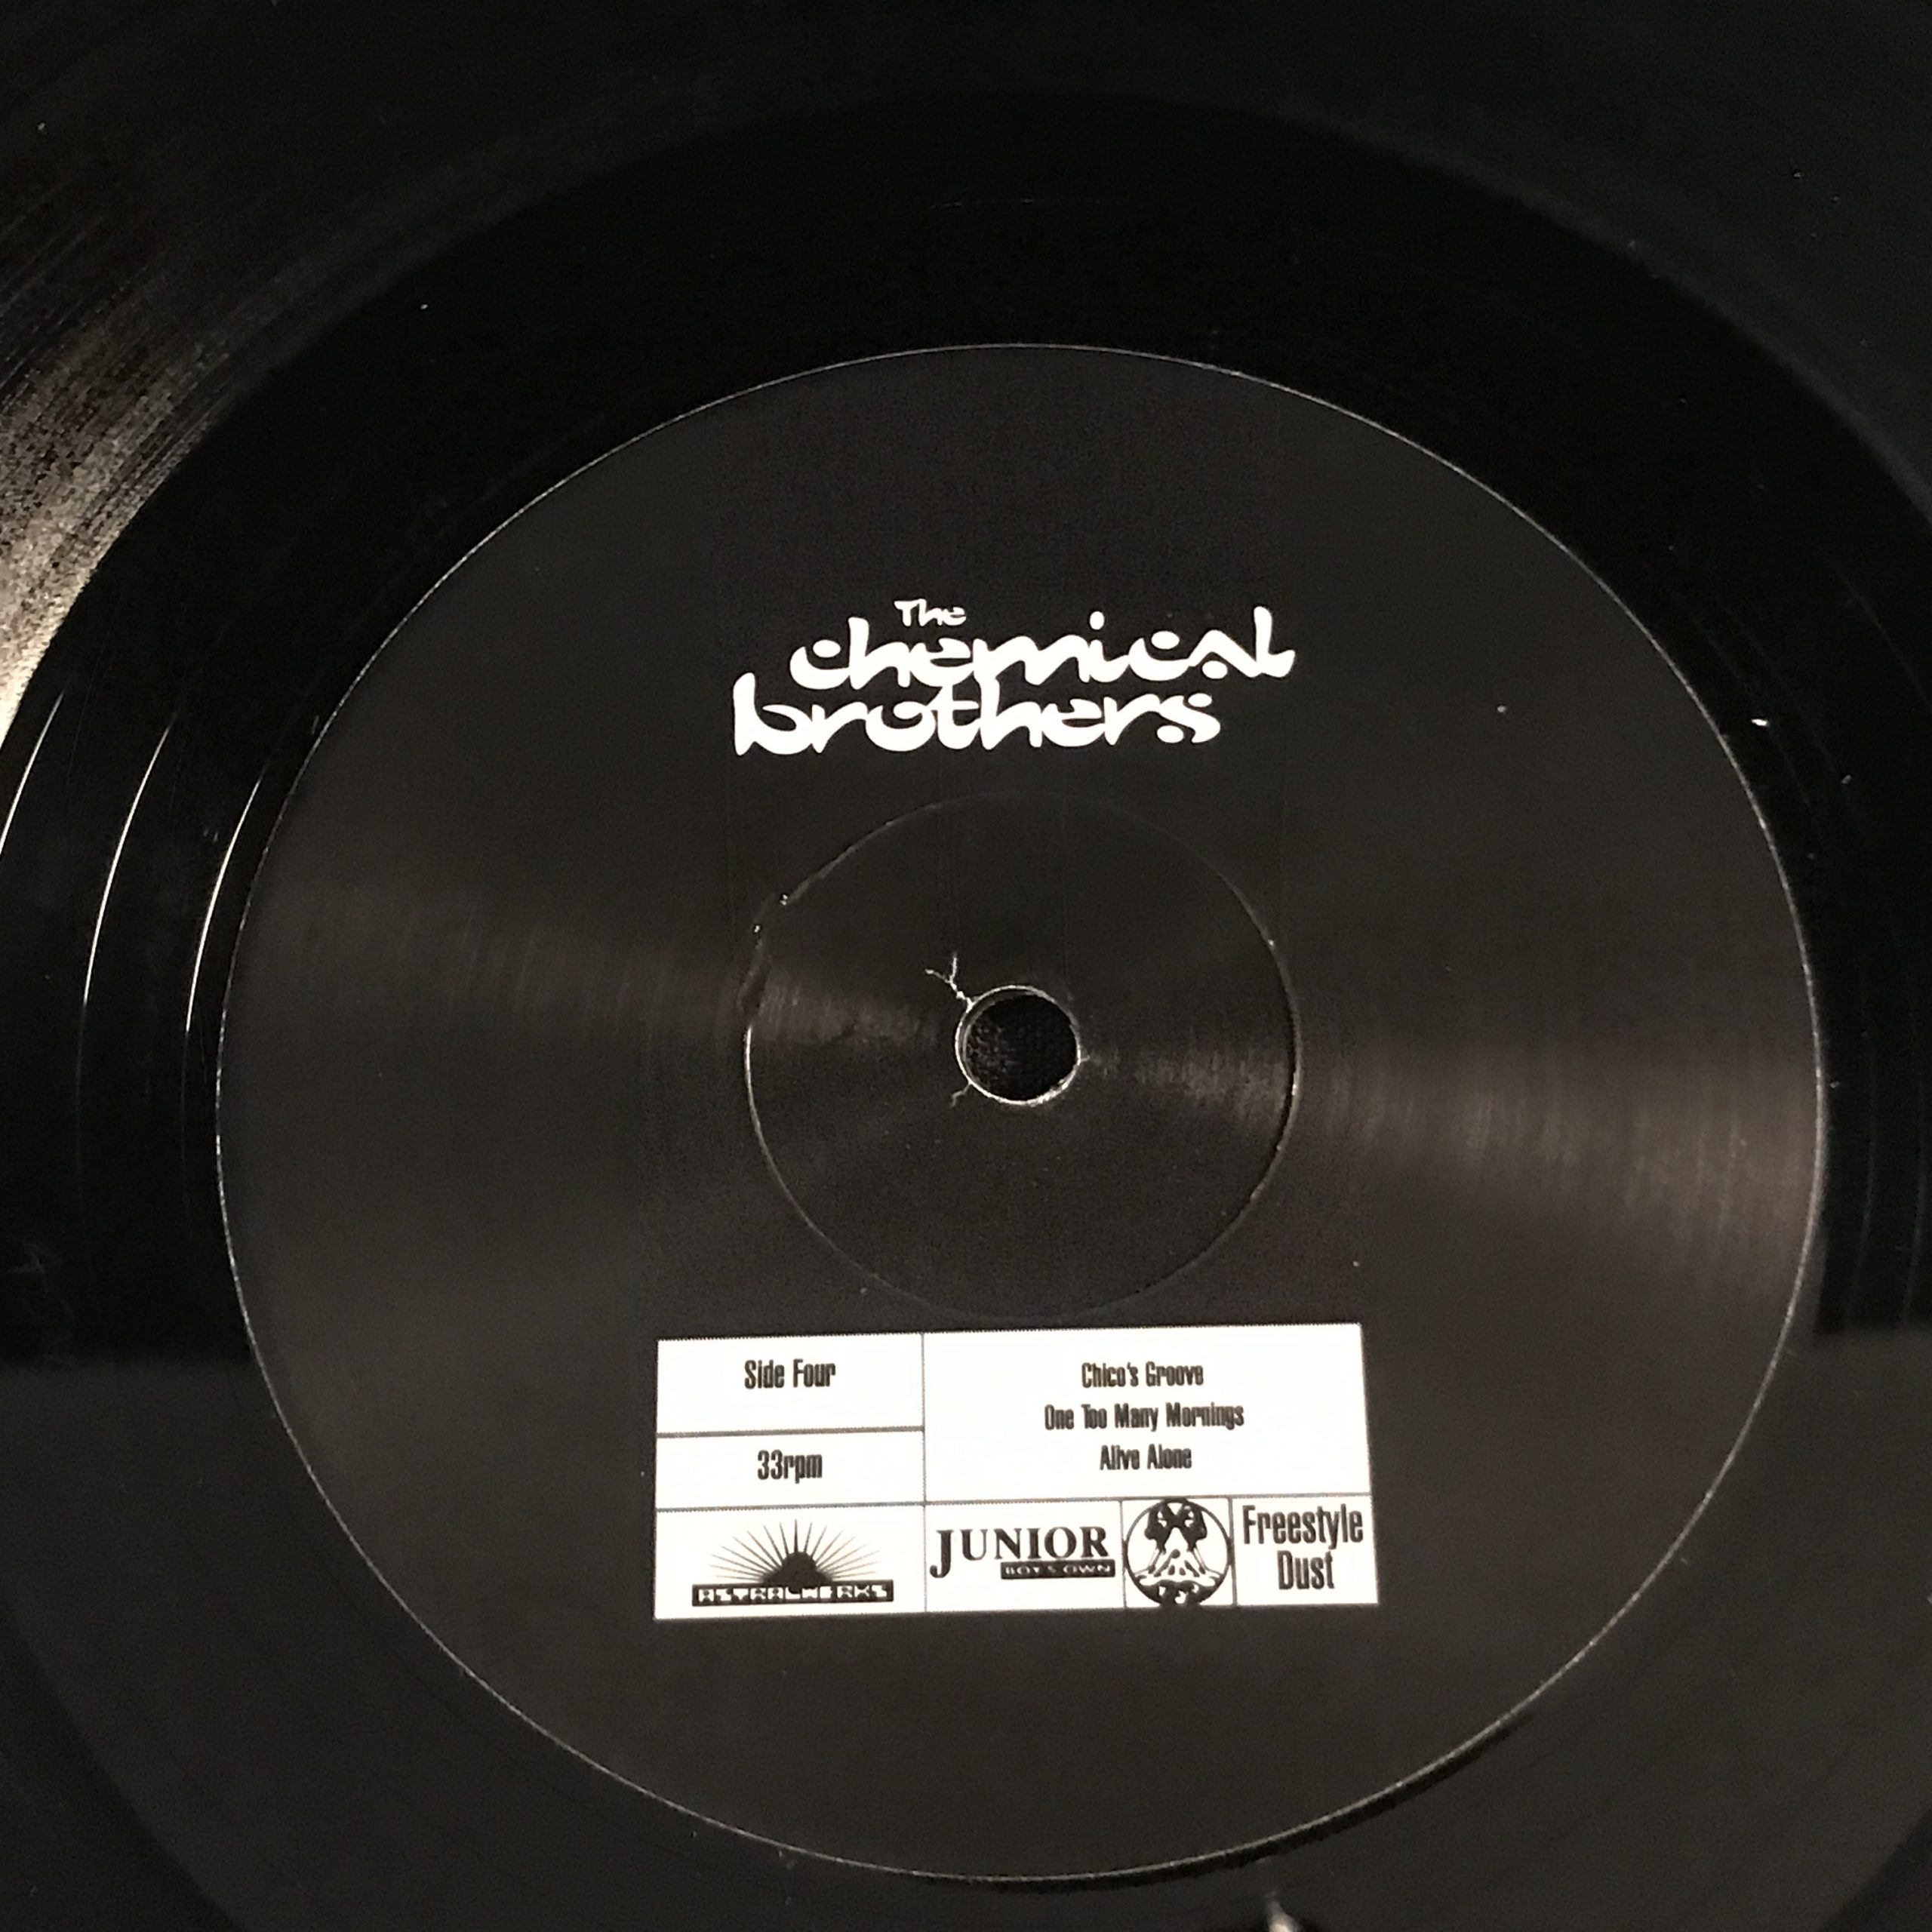 The
chemical
brothers
Side Four
33rpm
Chico's Groove
One Too Many Mornings
Alive Alone
ASTRALWERKS
JUNIOR
BOY'S OWN
Freestyle
Dust